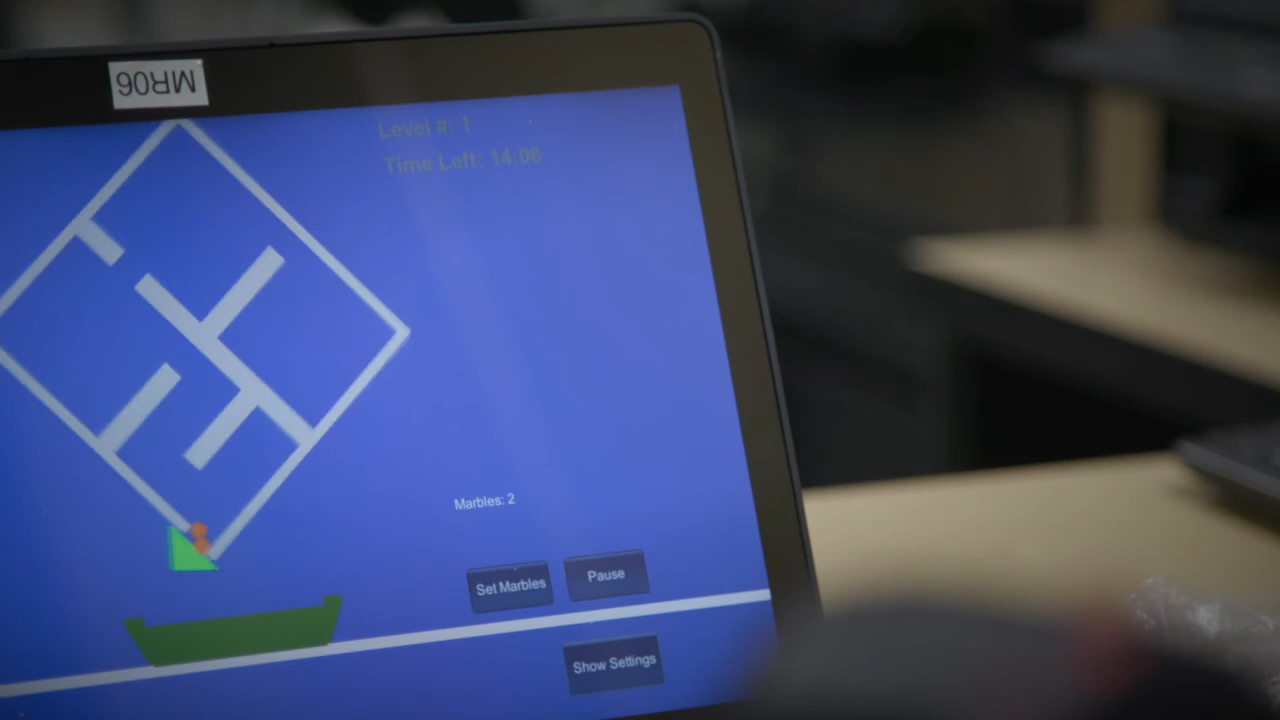 MR06
Level #: 1
Time Left: 14:06
Marbles: 2
Set Marbles
Pause
Show Settings